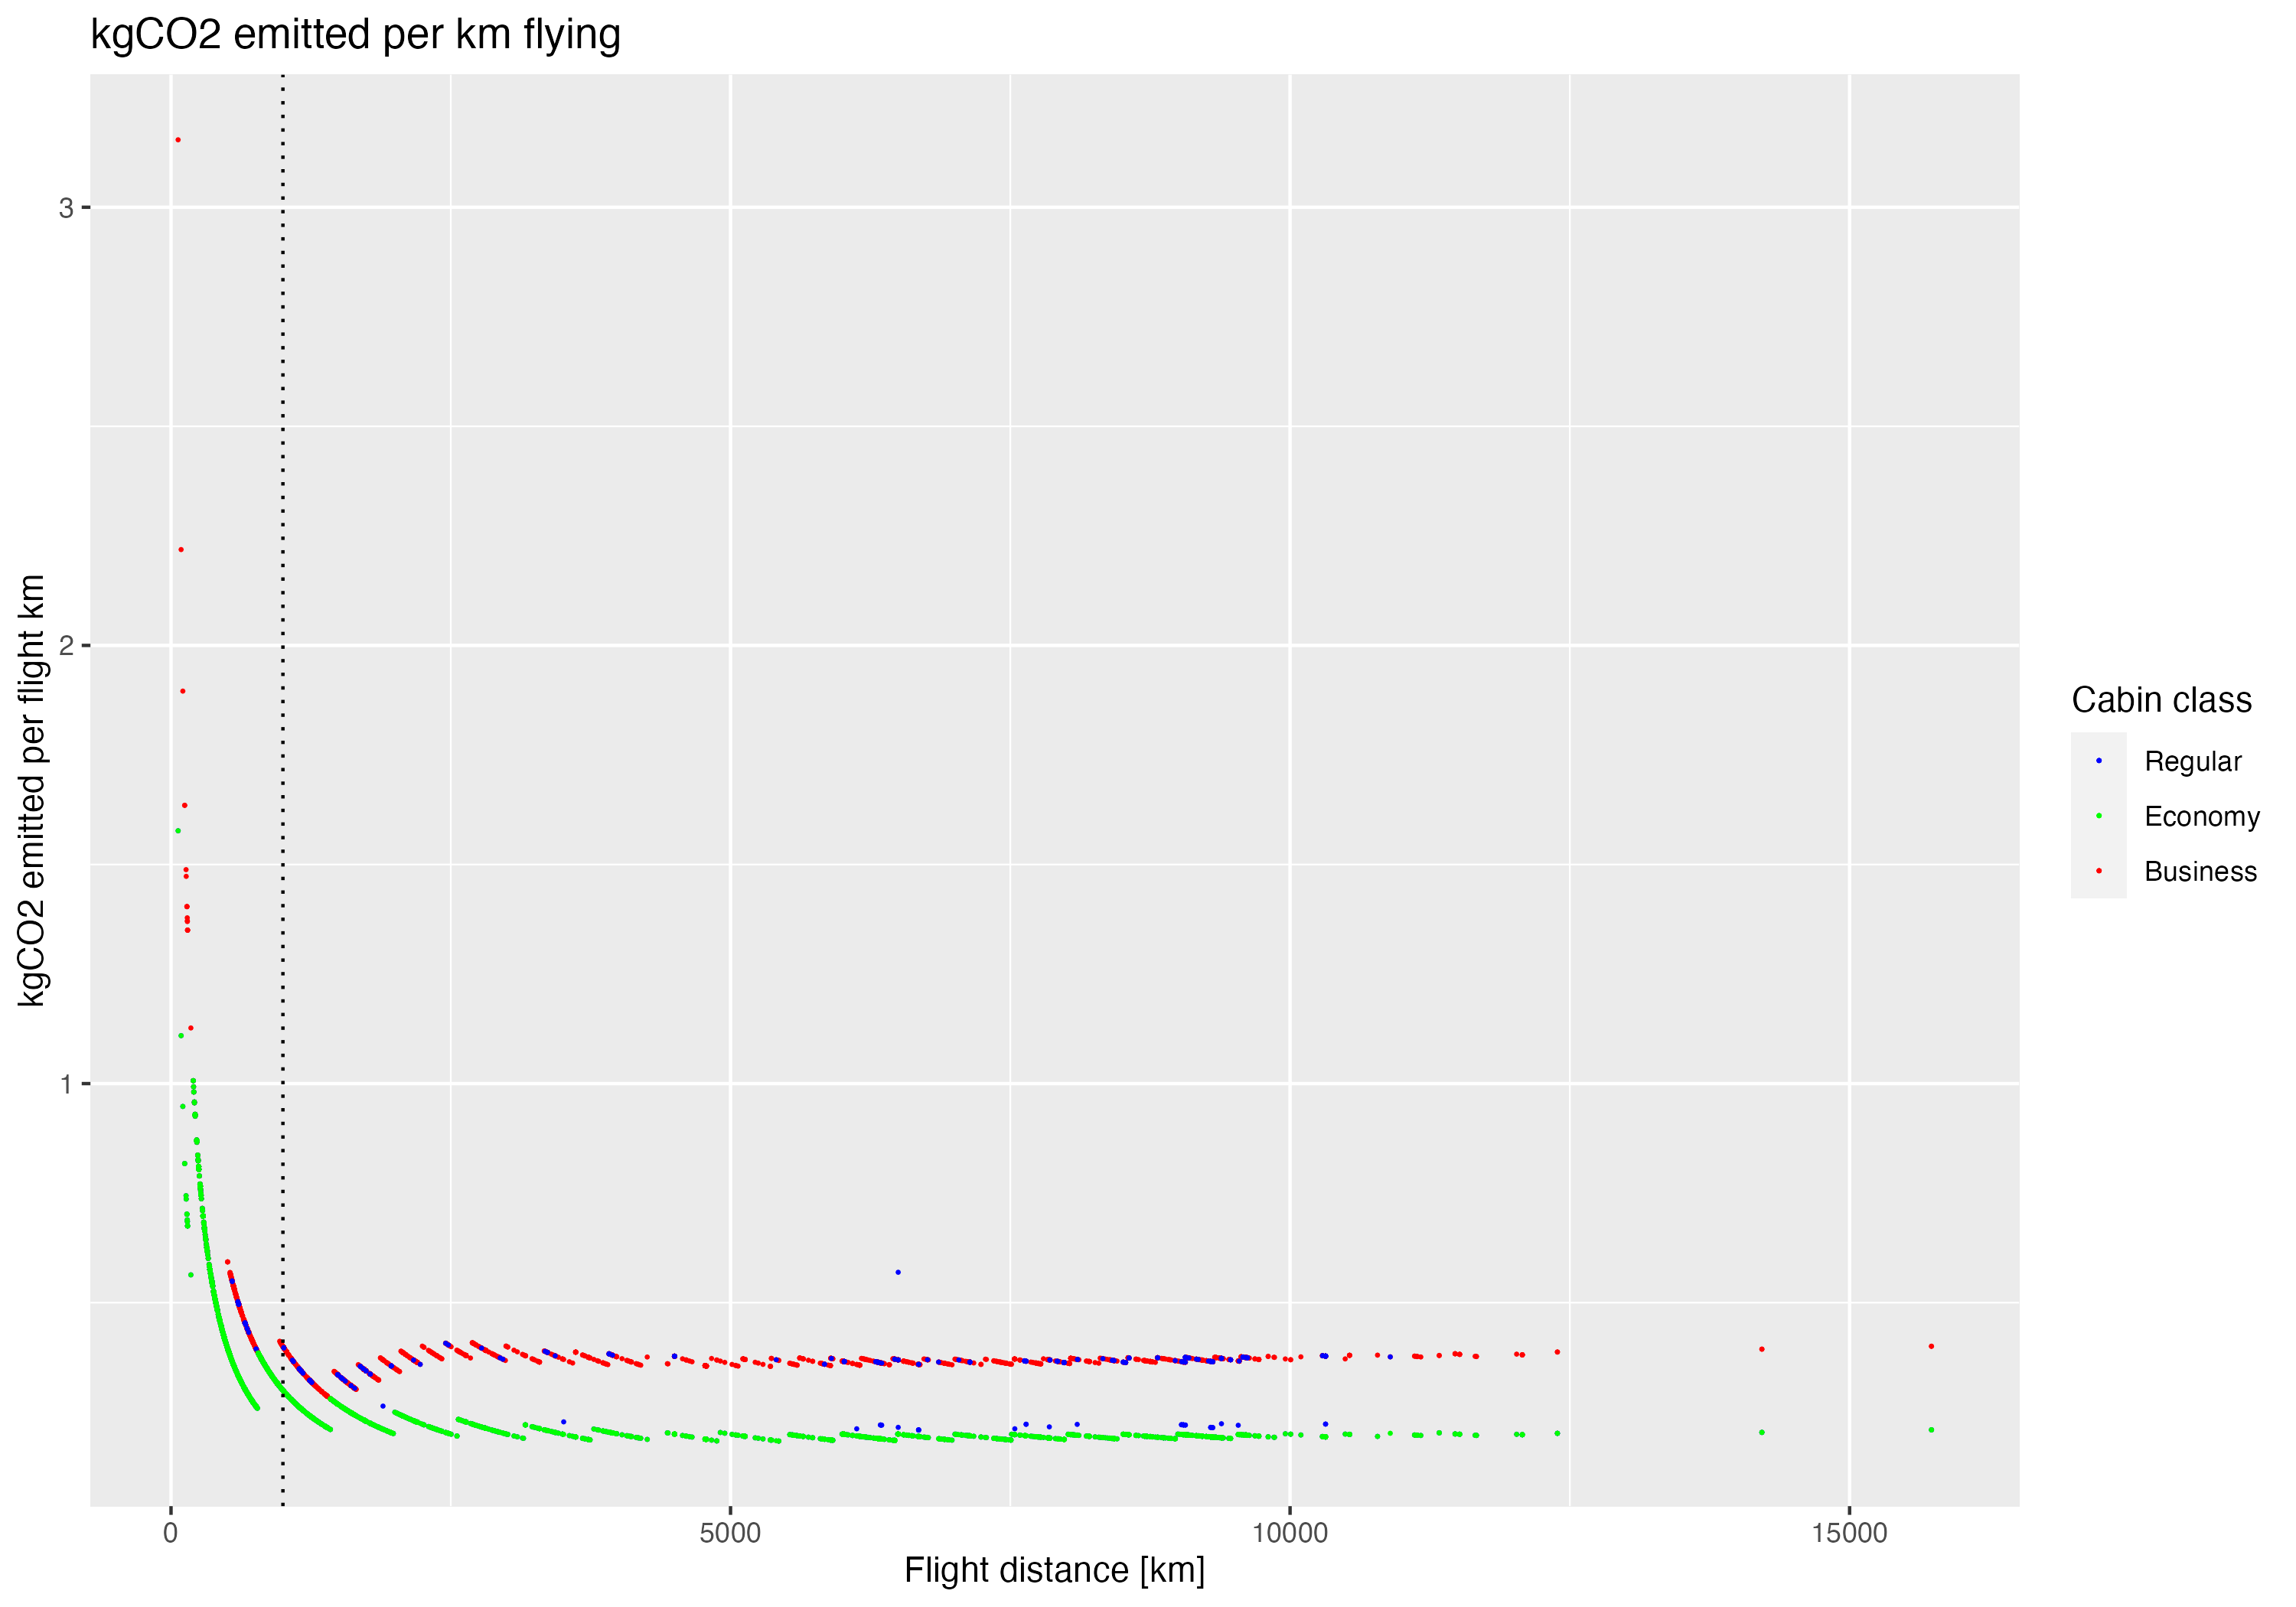 kgCO2 emitted per km flying
kgCO2 emitted per flight km
3
2
1
0
5000
10000
15000
Flight distance [km]
Cabin class
Regular
Economy
Business